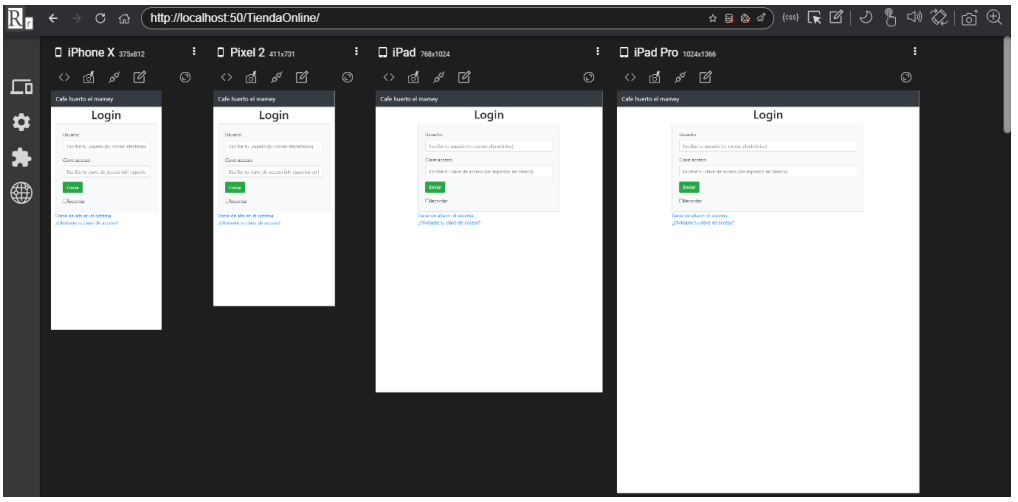 Rr http://localhost:50/TiendaOnline/ {css}
iPhone X 375x812
Cafe huerto el mamey
Login
Usuario:
Escribe tu usuario (tu correo electrónico)
Clave acceso:
Escribe tu clave de acceso (sin espacio
Enviar
Recordar
Darse de alta en el sistema
¿Olvidaste tu clave de acceso?
Pixel 2 411x731
Cafe huerto el mamey
Login
Usuario:
Escribe tu usuario (tu correo electrónico)
Clave acceso:
Escribe tu clave de acceso (sin espacios en l
Enviar
Recordar
Darse de alta en el sistema
¿Olvidaste tu clave de acceso?
iPad 768x1024
Cafe huerto el mamey
Login
Usuario:
Escribe tu usuario (tu correo electrónico)
Clave acceso:
Escribe tu clave de acceso (sin espacios en blanco)
Enviar
Recordar
Darse de alta en el sistema
¿Olvidaste tu clave de acceso?
iPad Pro 1024x1366
Cafe huerto el mamey
Login
Usuario:
Escribe tu usuario (tu correo electrónico)
Clave acceso:
Escribe tu clave de acceso (sin espacios en blanco)
Enviar
Recordar
Darse de alta en el sistema
¿Olvidaste tu clave de acceso?